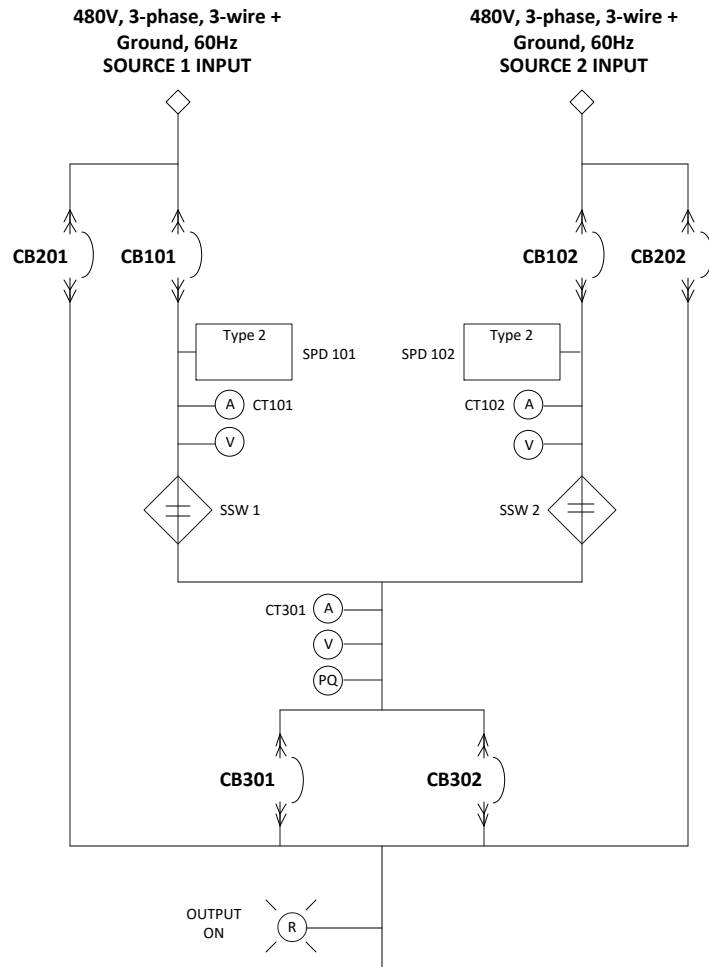 480V, 3-phase, 3-wire +
Ground, 60Hz
SOURCE 1 INPUT
480V, 3-phase, 3-wire +
Ground, 60Hz
SOURCE 2 INPUT
CB201
CB101
CB102
CB202
Type 2
SPD 101
SPD 102
Type 2
A
CT101
CT102
A
V
V
SSW 1
SSW 2
CT301
A
V
PQ
CB301
CB302
OUTPUT
ON
R